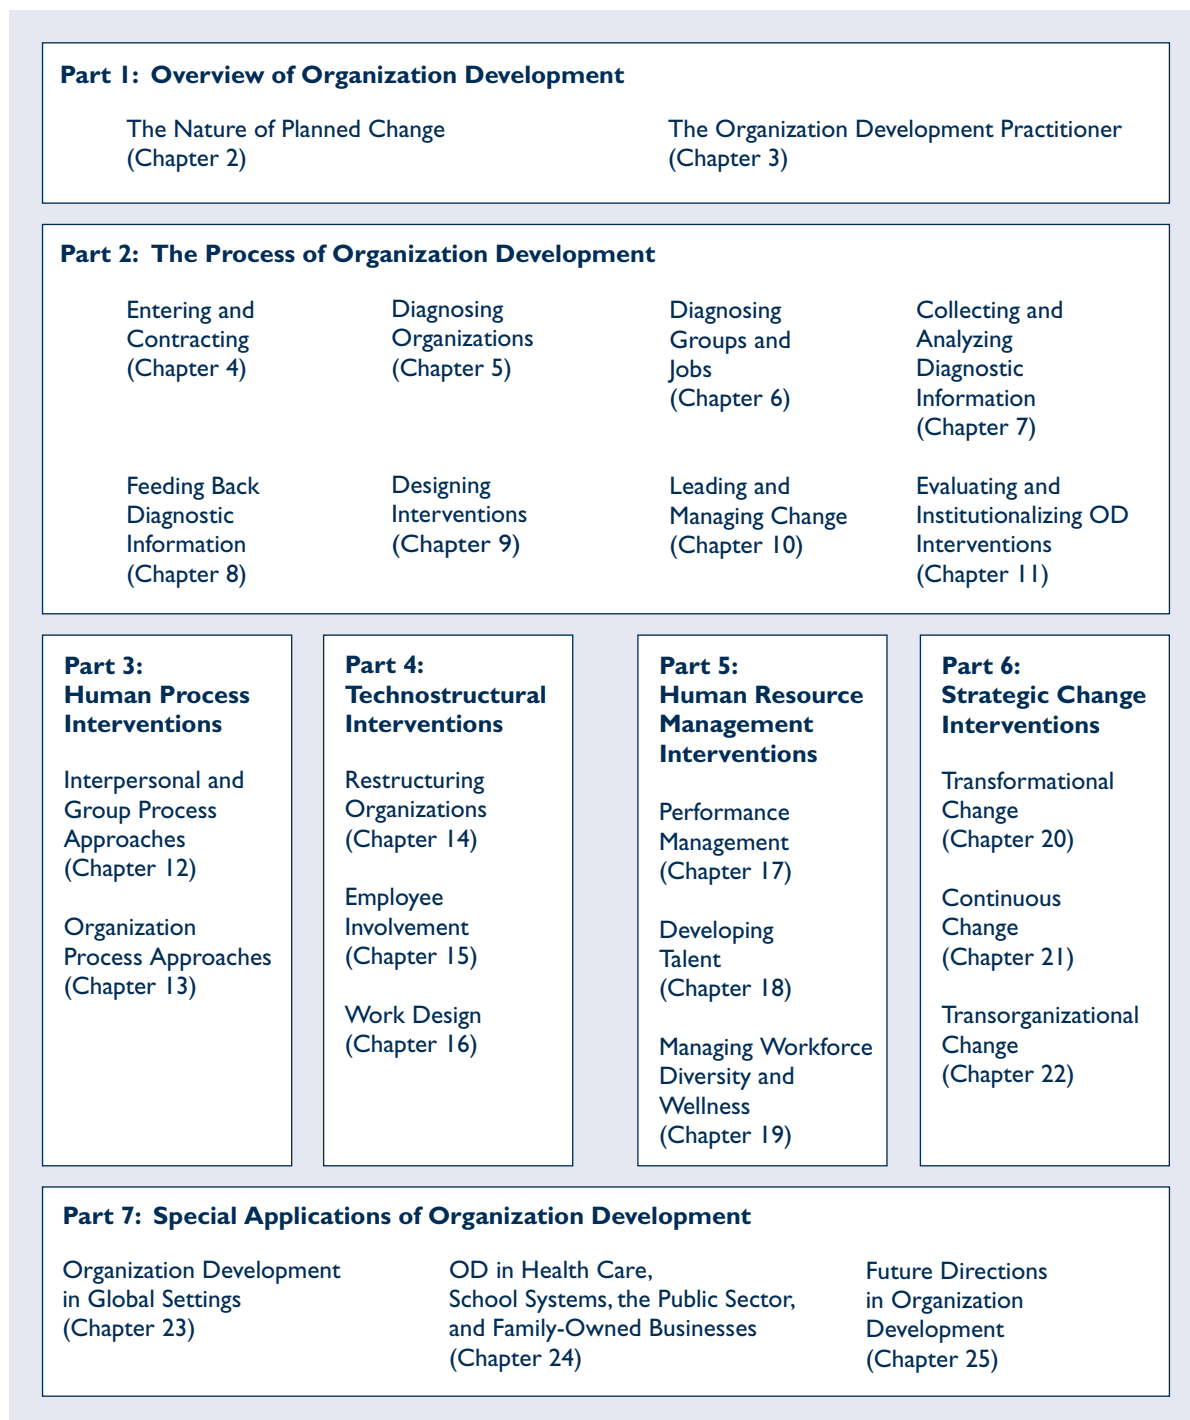 Part 1: Overview of Organization Development
The Nature of Planned Change
(Chapter 2)
The Organization Development Practitioner
(Chapter 3)
Part 2: The Process of Organization Development
Entering and
Contracting
(Chapter 4)
Diagnosing
Organizations
(Chapter 5)
Diagnosing
Groups and
Jobs
(Chapter 6)
Collecting and
Analyzing
Diagnostic
Information
(Chapter 7)
Feeding Back
Diagnostic
Information
(Chapter 8)
Designing
Interventions
(Chapter 9)
Leading and
Managing Change
(Chapter 10)
Evaluating and
Institutionalizing OD
Interventions
(Chapter 11)
Part 3:
Human Process
Interventions
Interpersonal and
Group Process
Approaches
(Chapter 12)
Organization
Process Approaches
(Chapter 13)
Part 4:
Technostructural
Interventions
Restructuring
Organizations
(Chapter 14)
Employee
Involvement
(Chapter 15)
Work Design
(Chapter 16)
Part 5:
Human Resource
Management
Interventions
Performance
Management
(Chapter 17)
Developing
Talent
(Chapter 18)
Managing Workforce
Diversity and
Wellness
(Chapter 19)
Part 6:
Strategic Change
Interventions
Transformational
Change
(Chapter 20)
Continuous
Change
(Chapter 21)
Transorganizational
Change
(Chapter 22)
Part 7: Special Applications of Organization Development
Organization Development
in Global Settings
(Chapter 23)
OD in Health Care,
School Systems, the Public Sector,
and Family-Owned Businesses
(Chapter 24)
Future Directions
in Organization
Development
(Chapter 25)